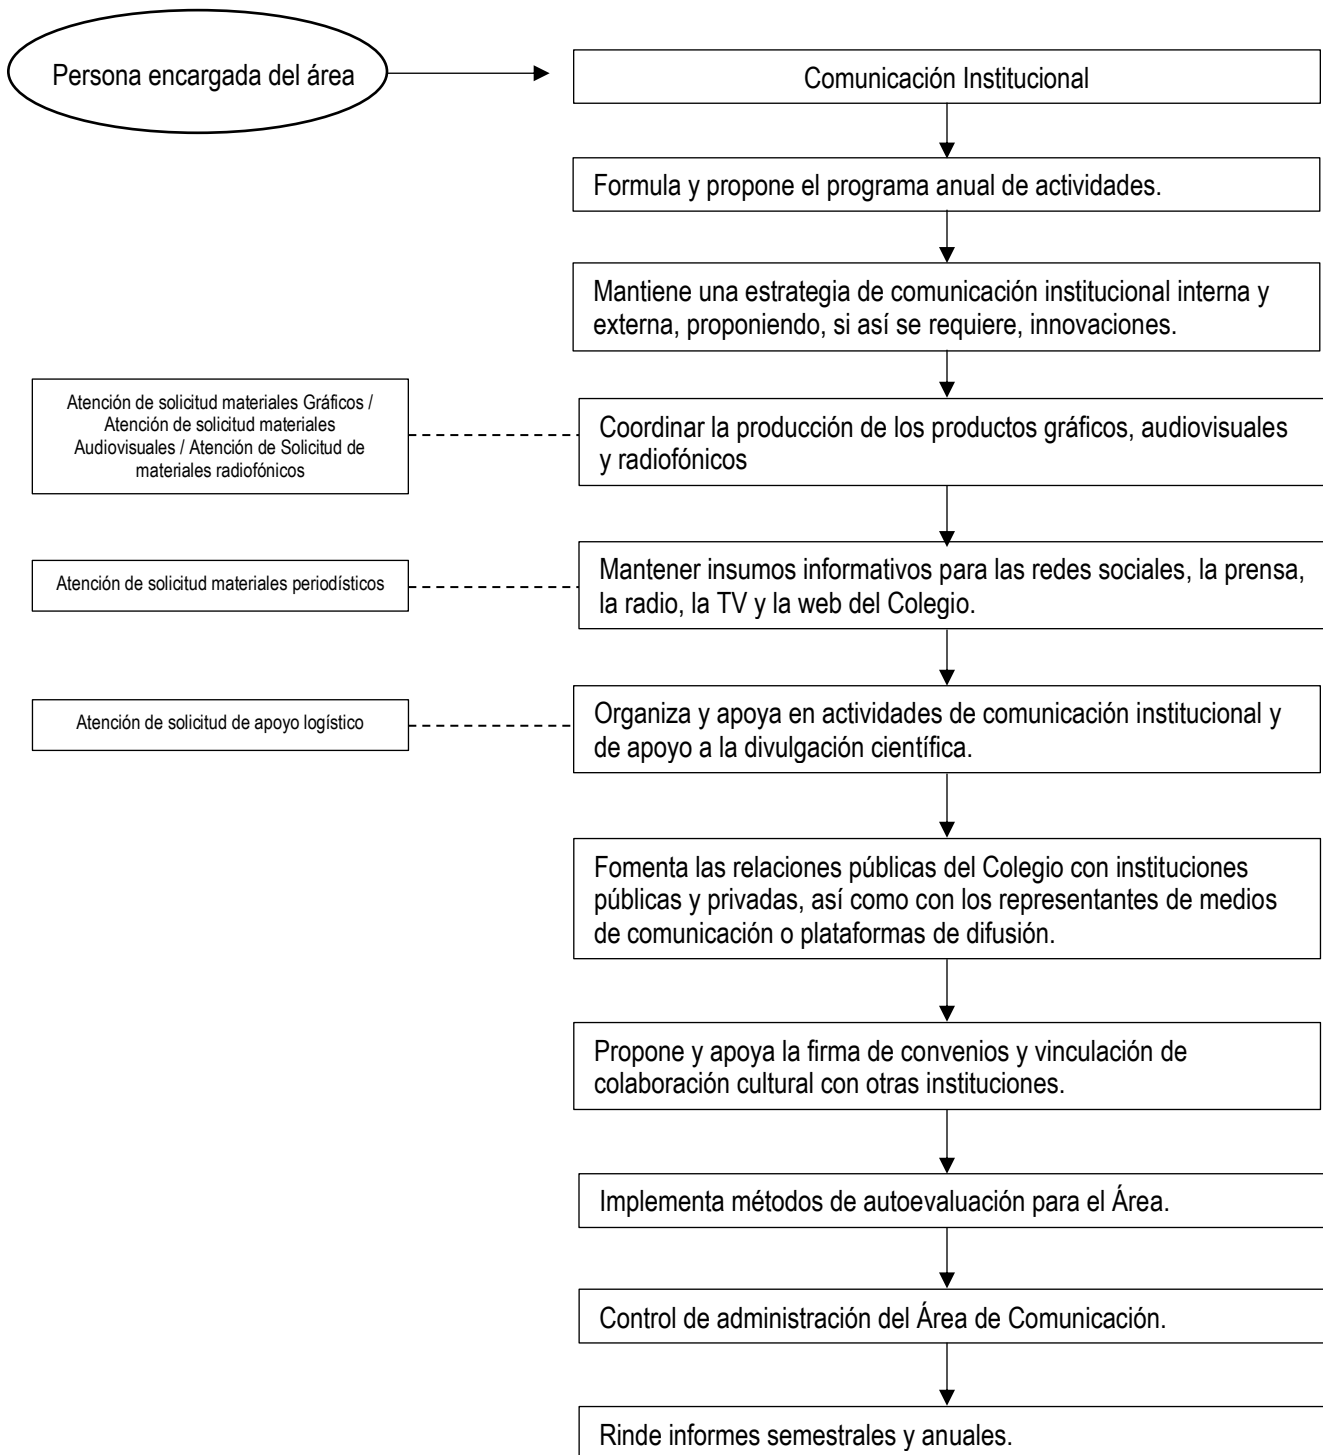 Persona encargada del área
Comunicación Institucional
Formula y propone el programa anual de actividades.
Mantiene una estrategia de comunicación institucional interna y
externa, proponiendo, si así se requiere, innovaciones.
Atención de solicitud materiales Gráficos /
Atención de solicitud materiales
Audiovisuales / Atención de Solicitud de
materiales radiofónicos
Coordinar la producción de los productos gráficos, audiovisuales
y radiofónicos
Atención de solicitud materiales periodísticos
Mantener insumos informativos para las redes sociales, la prensa,
la radio, la TV y la web del Colegio.
Atención de solicitud de apoyo logístico
Organiza y apoya en actividades de comunicación institucional y
de apoyo a la divulgación científica.
Fomenta las relaciones públicas del Colegio con instituciones
públicas y privadas, así como con los representantes de medios
de comunicación o plataformas de difusión.
Propone y apoya la firma de convenios y vinculación de
colaboración cultural con otras instituciones.
Implementa métodos de autoevaluación para el Área.
Control de administración del Área de Comunicación.
Rinde informes semestrales y anuales.